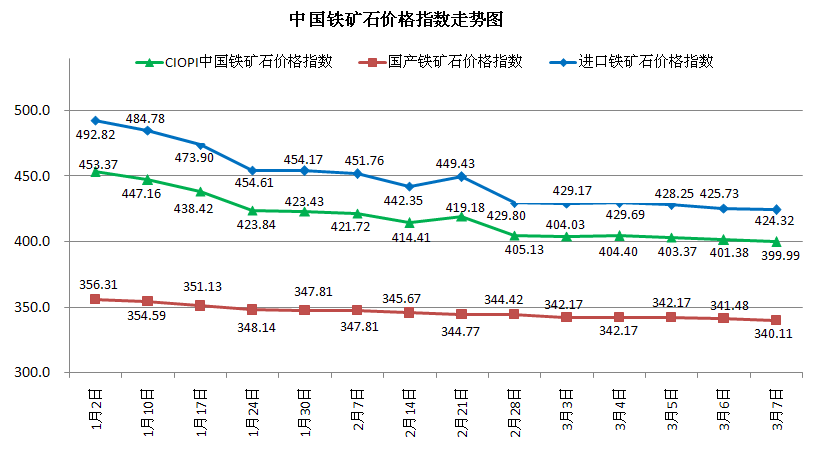 中国铁矿石价格指数走势图
CIOPI中国铁矿石价格指数 国产铁矿石价格指数 进口铁矿石价格指数
500.0
450.0
400.0
350.0
300.0
492.82 484.78 473.90 454.61 454.17 451.76 442.35 449.43 429.80 429.17 429.69 428.25 425.73 424.32
453.37 447.16 438.42 423.84 423.43 421.72 414.41 419.18 405.13 404.03 404.40 403.37 401.38 399.99
356.31 354.59 351.13 348.14 347.81 347.81 345.67 344.77 344.42 342.17 342.17 342.17 341.48 340.11
1月2日 1月10日 1月17日 1月24日 1月30日 2月7日 2月14日 2月21日 2月28日 3月3日 3月4日 3月5日 3月6日 3月7日